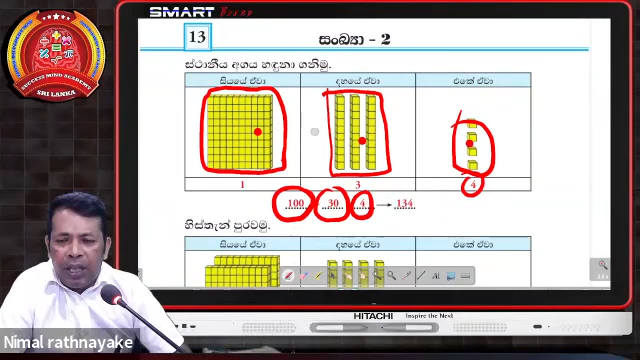 SMART Board
13
සංඛ්‍යා - 2
ස්ථානීය අගය හඳුනා ගනිමු.
සියයේ ඒවා දහයේ ඒවා එකේ ඒවා
1 3 4
100 30 4 → 134
හිස්තැන් පුරවමු.
සියයේ ඒවා දහයේ ඒවා එකේ ඒවා
HITACHI Inspire the Next
SUCCESS MIND ACADEMY
SRI LANKA
Nimal rathnayake